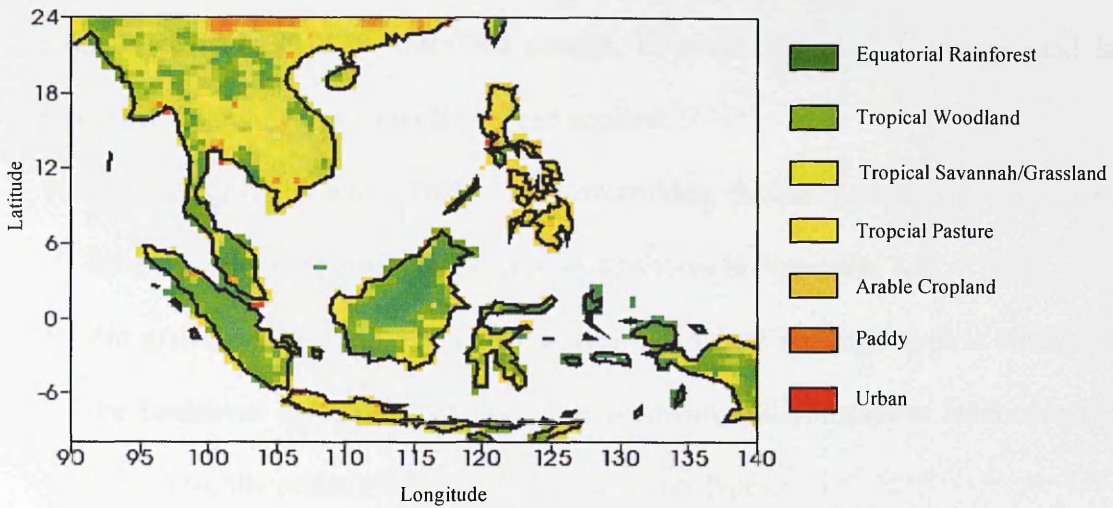 24
18
12
6
0
-6
Latitude
90 95 100 105 110 115 120 125 130 135 140
Longitude
Equatorial Rainforest
Tropical Woodland
Tropical Savannah/Grassland
Tropcial Pasture
Arable Cropland
Paddy
Urban